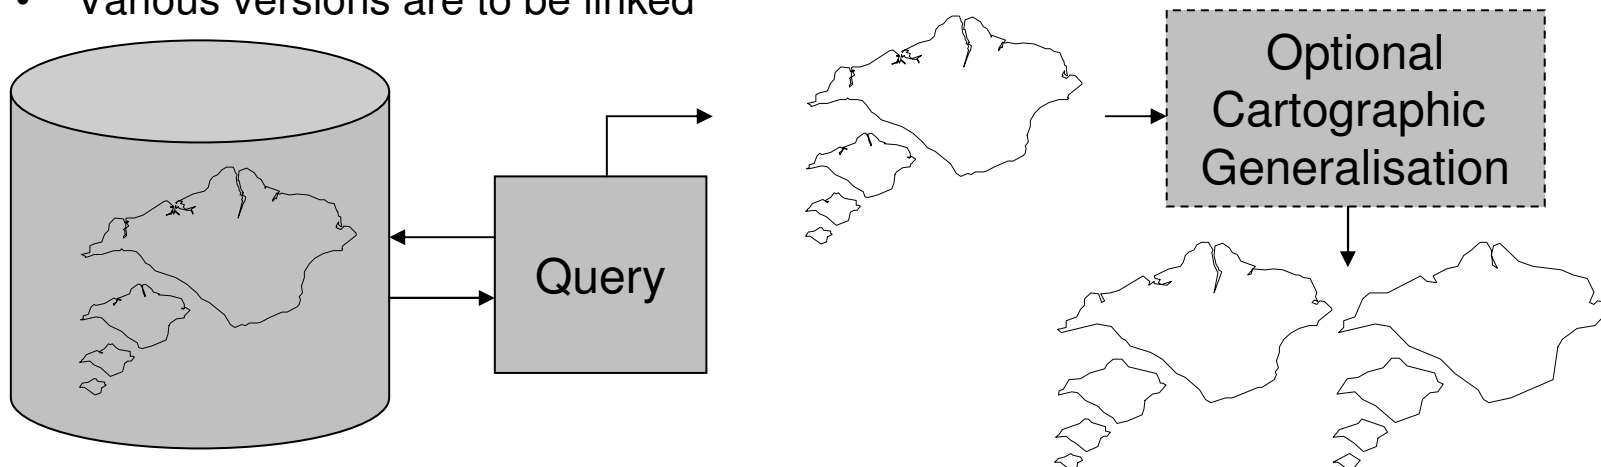 • Various versions are to be linked
Optional
Cartographic
Generalisation
Query